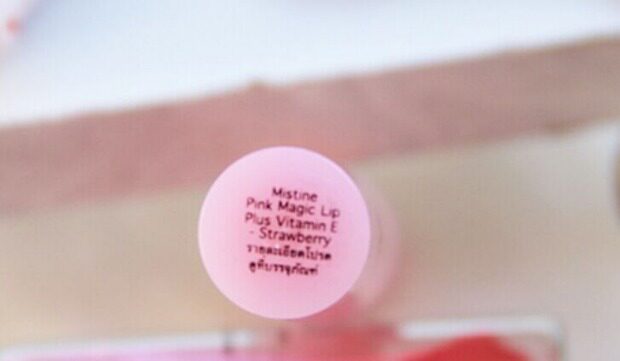 Mistine
Pink Magic Lip
Plus Vitamin E
- Strawberry
รายละเอียดโปรด
ดูที่บรรจุภัณฑ์